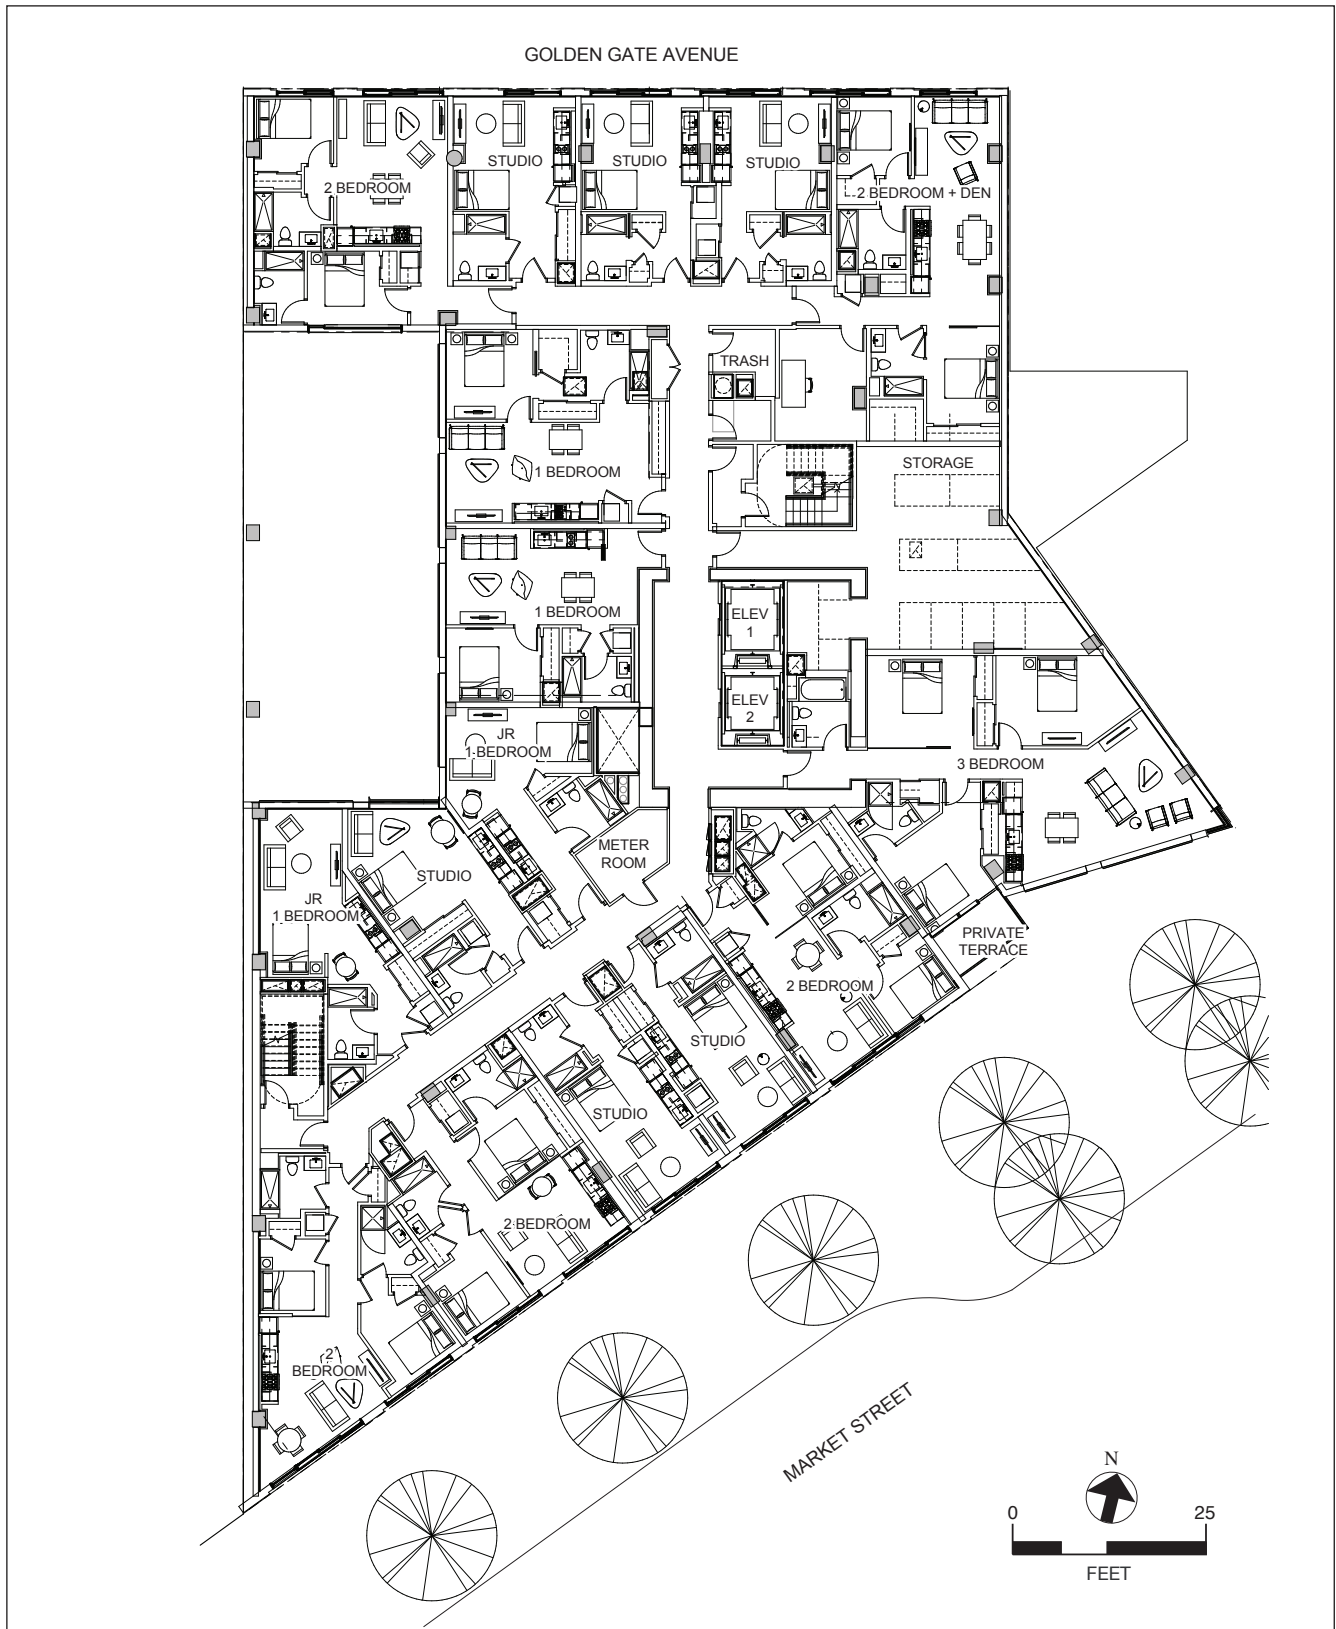 GOLDEN GATE AVENUE
STUDIO
STUDIO
STUDIO
2 BEDROOM
2 BEDROOM + DEN
TRASH
1 BEDROOM
STORAGE
1 BEDROOM
ELEV
1
ELEV
2
JR
1 BEDROOM
3 BEDROOM
METER
ROOM
STUDIO
JR
1 BEDROOM
PRIVATE
TERRACE
2 BEDROOM
STUDIO
STUDIO
2 BEDROOM
2
BEDROOM
MARKET STREET
N
0
25
FEET